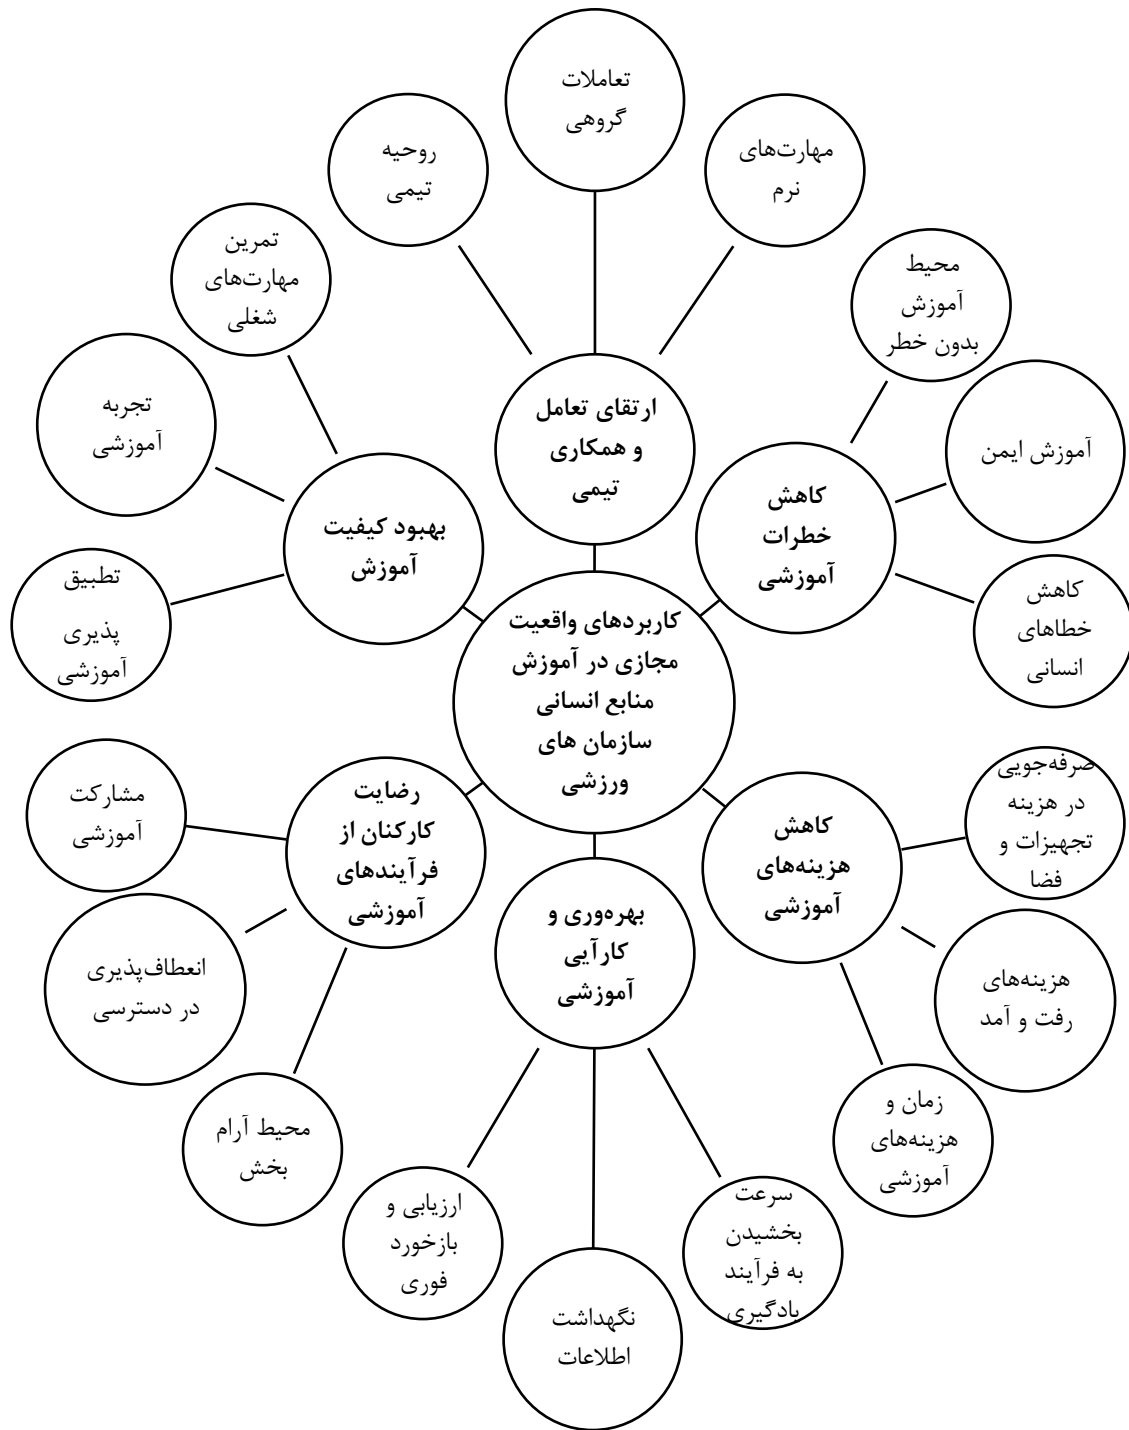 تعاملات
گروهی
روحیه
تیمی
مهارت‌های
نرم
تمرین
مهارت‌های
شغلی
محیط
آموزش
بدون خطر
تجربه
آموزشی
ارتقای تعامل
و همکاری
تیمی
آموزش ایمن
کاهش
خطرات
آموزشی
بهبود کیفیت
آموزش
تطبیق
پذیری
آموزشی
کاهش
خطاهای
انسانی
کاربردهای واقعیت
مجازی در آموزش
منابع انسانی
سازمان های
ورزشی
مشارکت
آموزشی
رضایت
کارکنان از
فرآیندهای
آموزشی
کاهش
هزینه‌های
آموزشی
صرفه‌جویی
در هزینه
تجهیزات و
فضا
بهره‌وری و
کارآیی
آموزشی
انعطاف‌پذیری
در دسترسی
هزینه‌های
رفت و آمد
محیط آرام
بخش
زمان و
هزینه‌های
آموزشی
ارزیابی و
بازخورد
فوری
سرعت
بخشیدن
به فرآیند
یادگیری
نگهداشت
اطلاعات